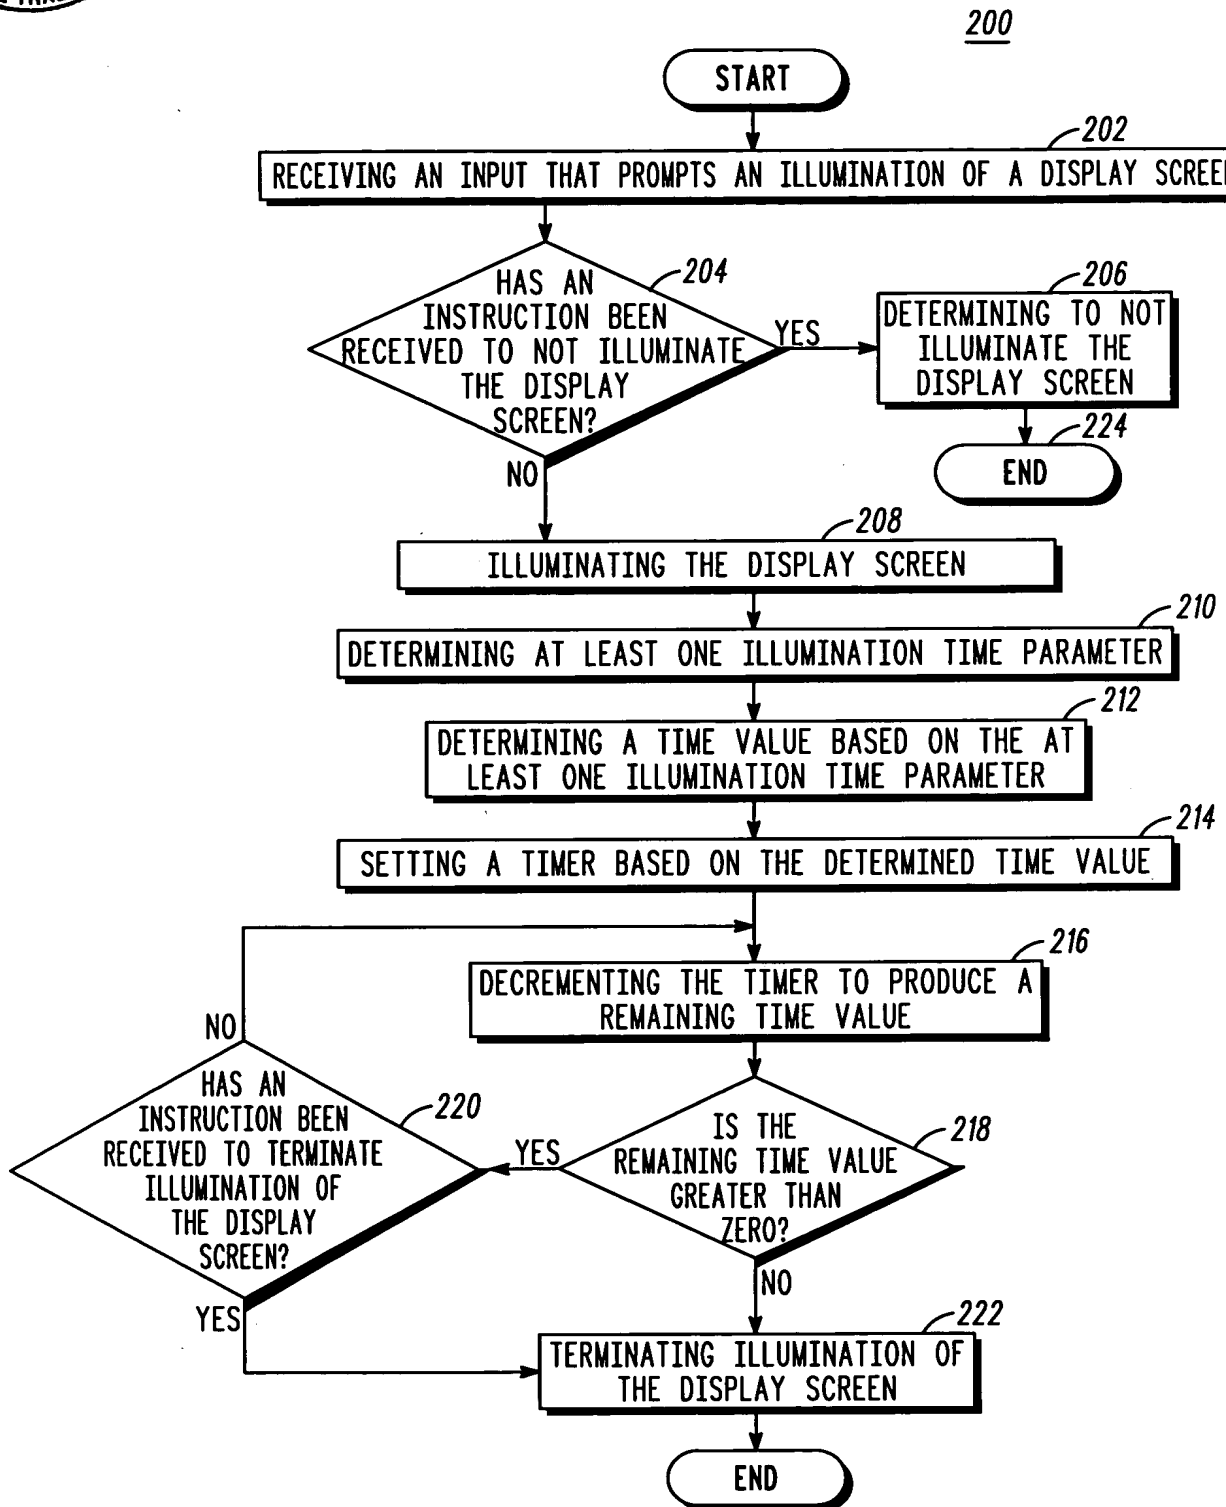 200
START
202
RECEIVING AN INPUT THAT PROMPTS AN ILLUMINATION OF A DISPLAY SCREEN
204
HAS AN
INSTRUCTION BEEN
RECEIVED TO NOT ILLUMINATE
THE DISPLAY
SCREEN?
YES
206
DETERMINING TO NOT
ILLUMINATE THE
DISPLAY SCREEN
224
END
NO
208
ILLUMINATING THE DISPLAY SCREEN
210
DETERMINING AT LEAST ONE ILLUMINATION TIME PARAMETER
212
DETERMINING A TIME VALUE BASED ON THE AT
LEAST ONE ILLUMINATION TIME PARAMETER
214
SETTING A TIMER BASED ON THE DETERMINED TIME VALUE
216
DECREMENTING THE TIMER TO PRODUCE A
REMAINING TIME VALUE
NO
220
HAS AN
INSTRUCTION BEEN
RECEIVED TO TERMINATE
ILLUMINATION OF
THE DISPLAY
SCREEN?
YES
218
IS THE
REMAINING TIME VALUE
GREATER THAN
ZERO?
NO
YES
222
TERMINATING ILLUMINATION OF
THE DISPLAY SCREEN
END